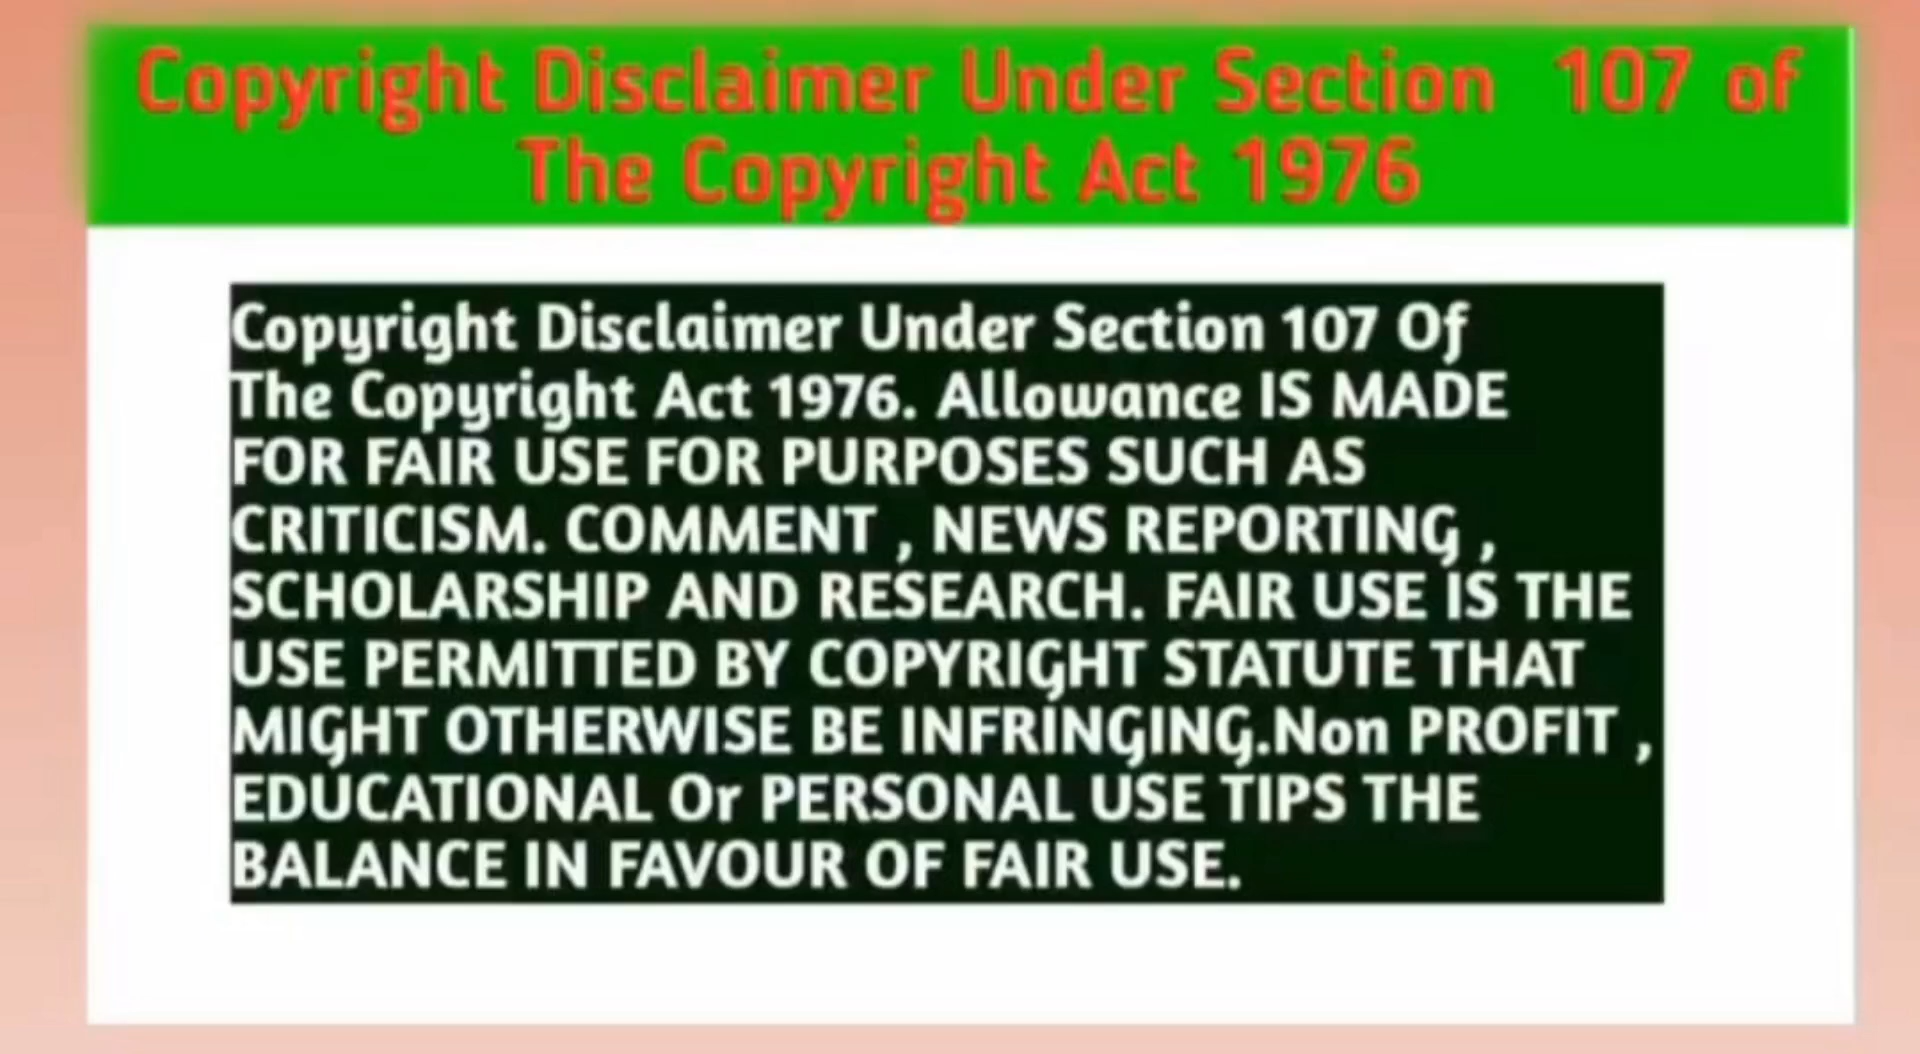 Copyright Disclaimer Under Section 107 of
The Copyright Act 1976
Copyright Disclaimer Under Section 107 Of
The Copyright Act 1976. Allowance IS MADE
FOR FAIR USE FOR PURPOSES SUCH AS
CRITICISM. COMMENT , NEWS REPORTING ,
SCHOLARSHIP AND RESEARCH. FAIR USE IS THE
USE PERMITTED BY COPYRIGHT STATUTE THAT
MIGHT OTHERWISE BE INFRINGING.Non PROFIT ,
EDUCATIONAL Or PERSONAL USE TIPS THE
BALANCE IN FAVOUR OF FAIR USE.